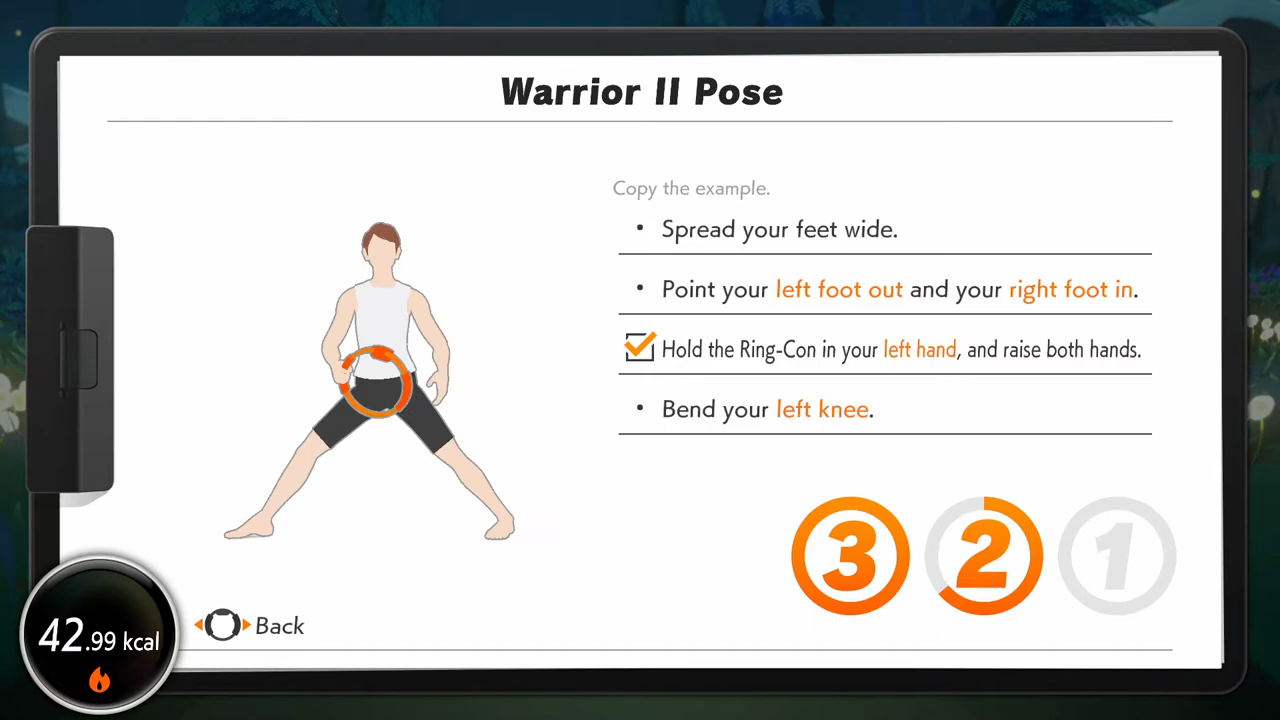 Warrior II Pose
Copy the example.
• Spread your feet wide.
• Point your left foot out and your right foot in.
Hold the Ring-Con in your left hand, and raise both hands.
• Bend your left knee.
3 2 1
42.99 kcal
Back